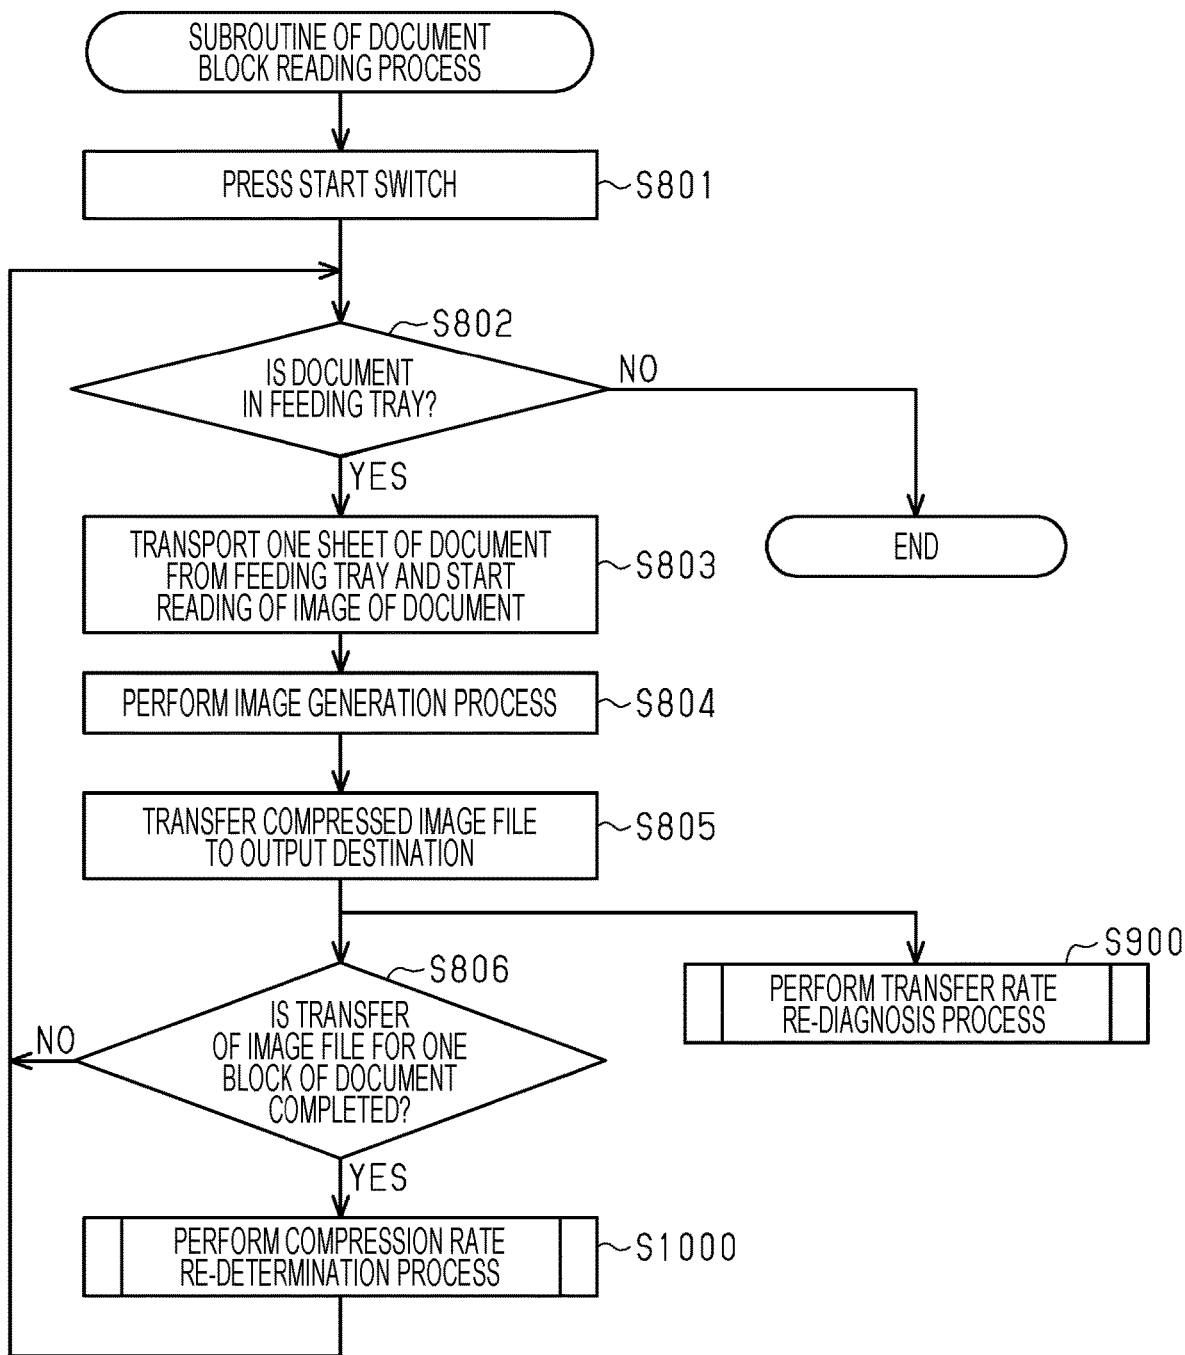 SUBROUTINE OF DOCUMENT
BLOCK READING PROCESS
PRESS START SWITCH
S801
S802
IS DOCUMENT
IN FEEDING TRAY?
NO
YES
TRANSPORT ONE SHEET OF DOCUMENT
FROM FEEDING TRAY AND START
READING OF IMAGE OF DOCUMENT
S803
END
PERFORM IMAGE GENERATION PROCESS
S804
TRANSFER COMPRESSED IMAGE FILE
TO OUTPUT DESTINATION
S805
S806
IS TRANSFER
OF IMAGE FILE FOR ONE
BLOCK OF DOCUMENT
COMPLETED?
NO
YES
S900
PERFORM TRANSFER RATE
RE-DIAGNOSIS PROCESS
PERFORM COMPRESSION RATE
RE-DETERMINATION PROCESS
S1000